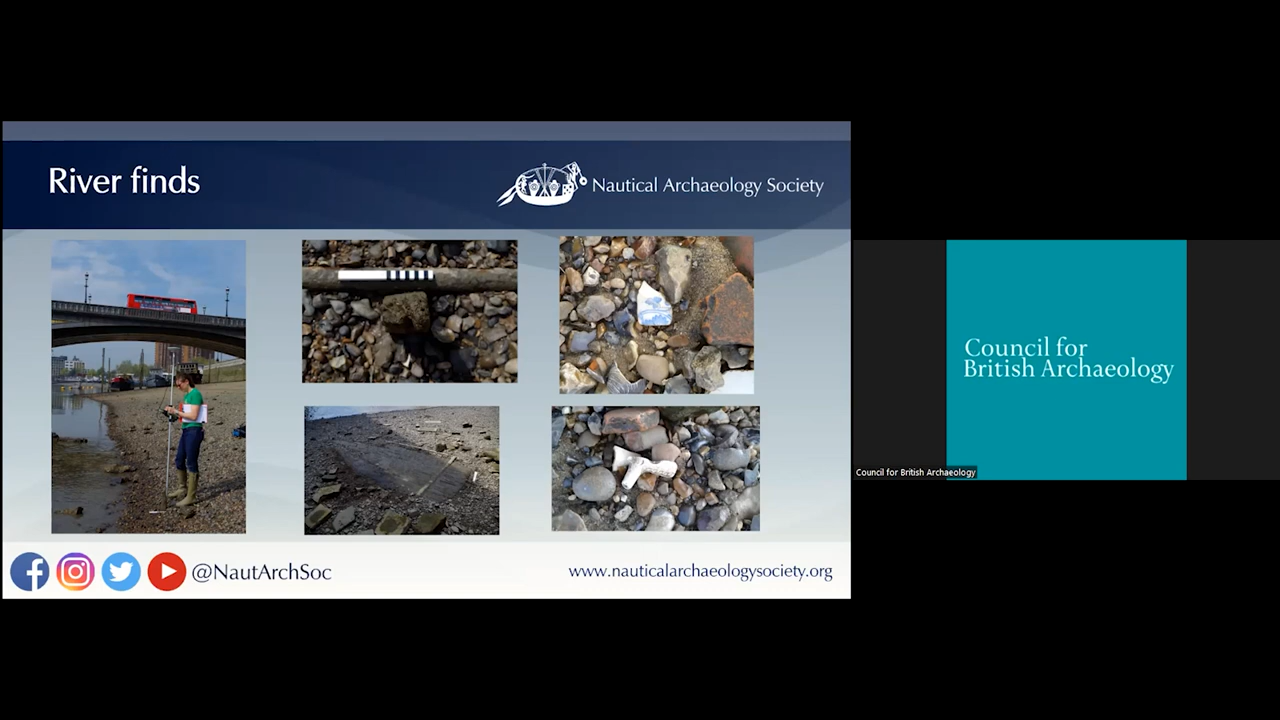 River finds
Nautical Archaeology Society
Council for
British Archaeology
Council for British Archaeology
@NautArchSoc
www.nauticalarchaeologysociety.org